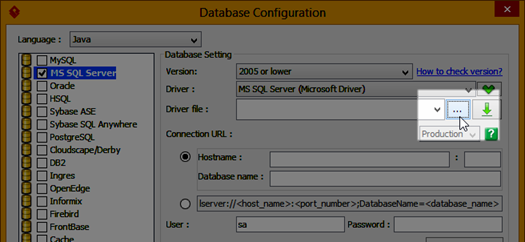 Database Configuration
Language : Java
MySQL
MS SQL Server
Oracle
HSQL
Sybase ASE
Sybase SQL Anywhere
PostgreSQL
Cloudscape/Derby
DB2
Ingres
OpenEdge
Informix
Firebird
FrontBase
Cache
Database Setting
Version: 2005 or lower How to check version?
Driver : MS SQL Server (Microsoft Driver)
Driver file : ...
Connection URL : Production ?
Hostname : :
Database name :
lserver://<host_name>:<port_number>;DatabaseName=<database_name>
User : sa Password :